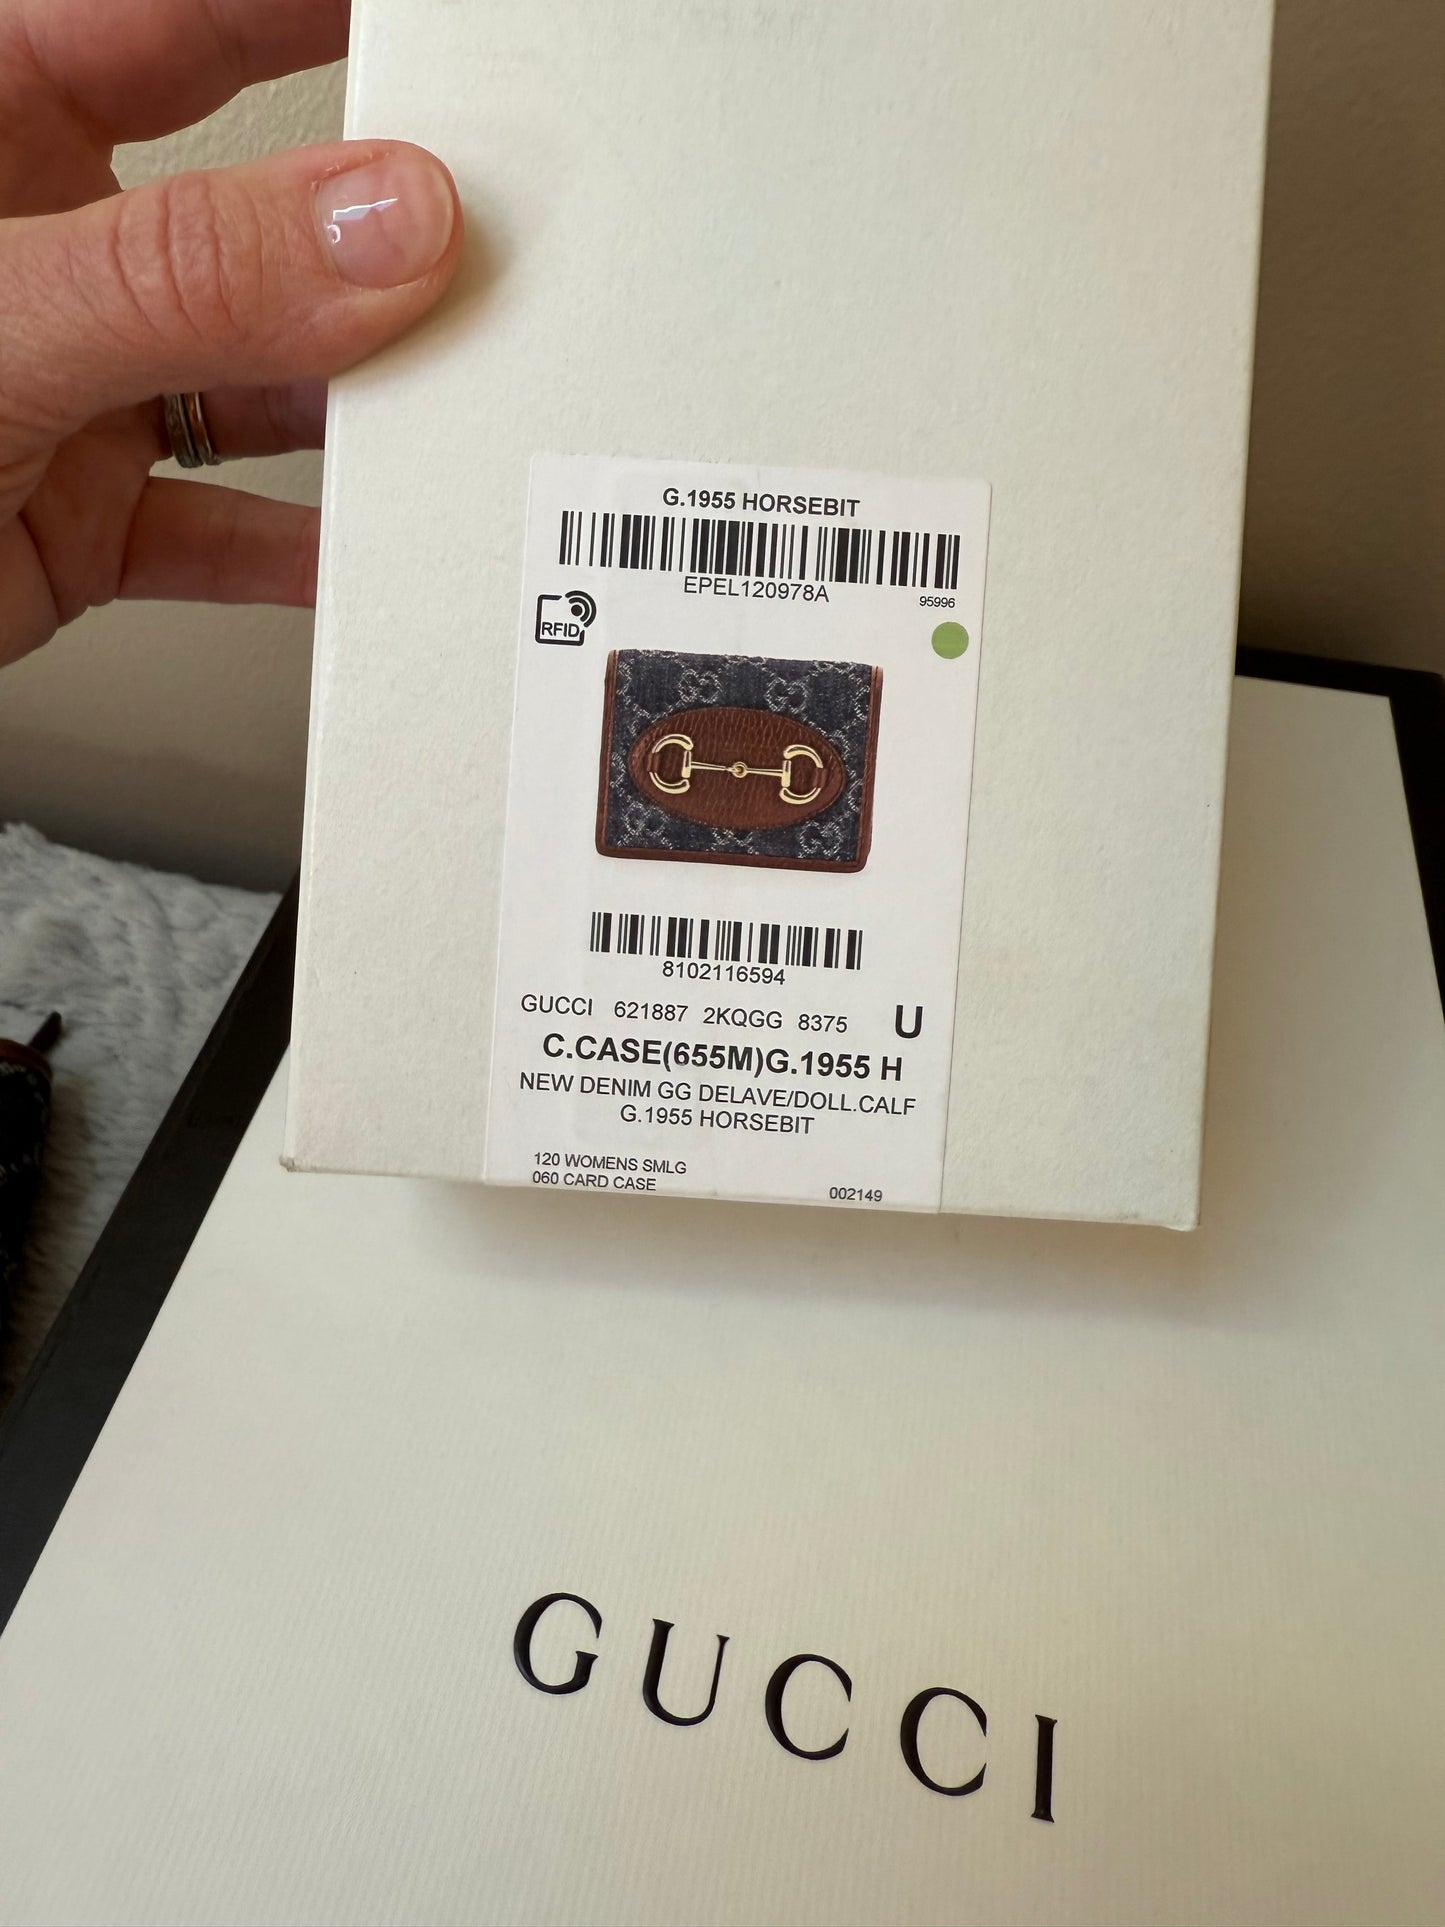 G.1955 HORSEBIT
EPEL120978A
95996
RFID
8102116594
GUCCI 621887 2KQGG 8375 U
C.CASE(655M)G.1955 H
NEW DENIM GG DELAVE/DOLL.CALF
G.1955 HORSEBIT
120 WOMENS SMLG
060 CARD CASE 002149
GUCCI